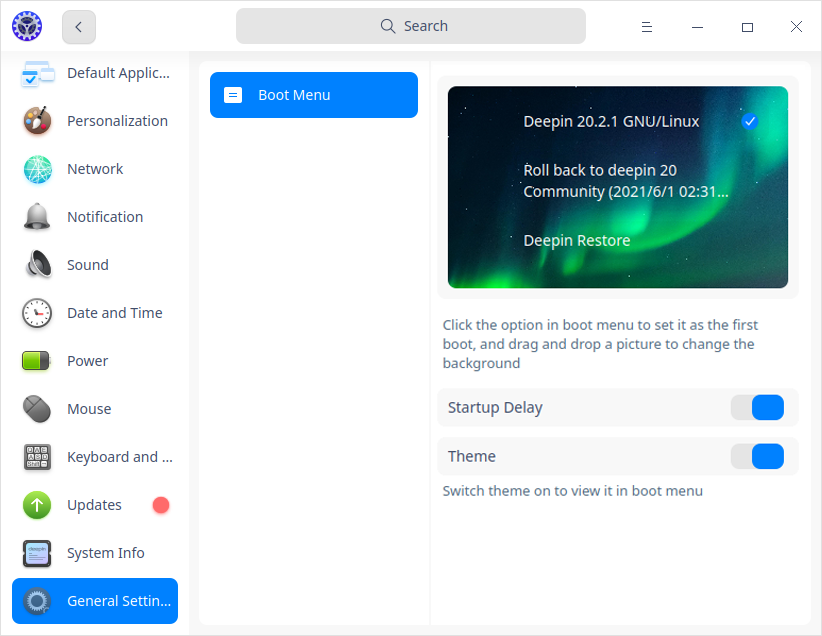 Search
Default Applic...
Personalization
Network
Notification
Sound
Date and Time
Power
Mouse
Keyboard and ...
Updates
System Info
General Settin...
Boot Menu
Deepin 20.2.1 GNU/Linux
Roll back to deepin 20
Community (2021/6/1 02:31...
Deepin Restore
Click the option in boot menu to set it as the first
boot, and drag and drop a picture to change the
background
Startup Delay
Theme
Switch theme on to view it in boot menu